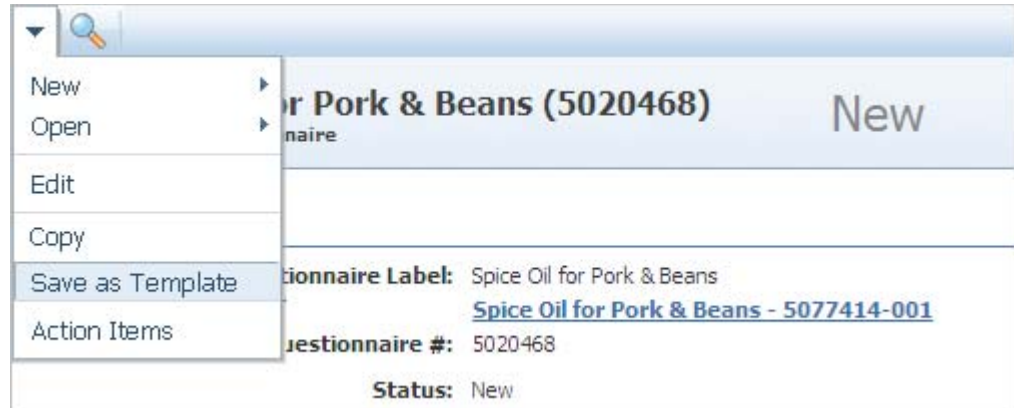 New
Open
Edit
Copy
Save as Template
Action Items
r Pork & Beans (5020468)
New
naire
tionnaire Label: Spice Oil for Pork & Beans
Spice Oil for Pork & Beans - 5077414-001
uestionnaire #: 5020468
Status: New